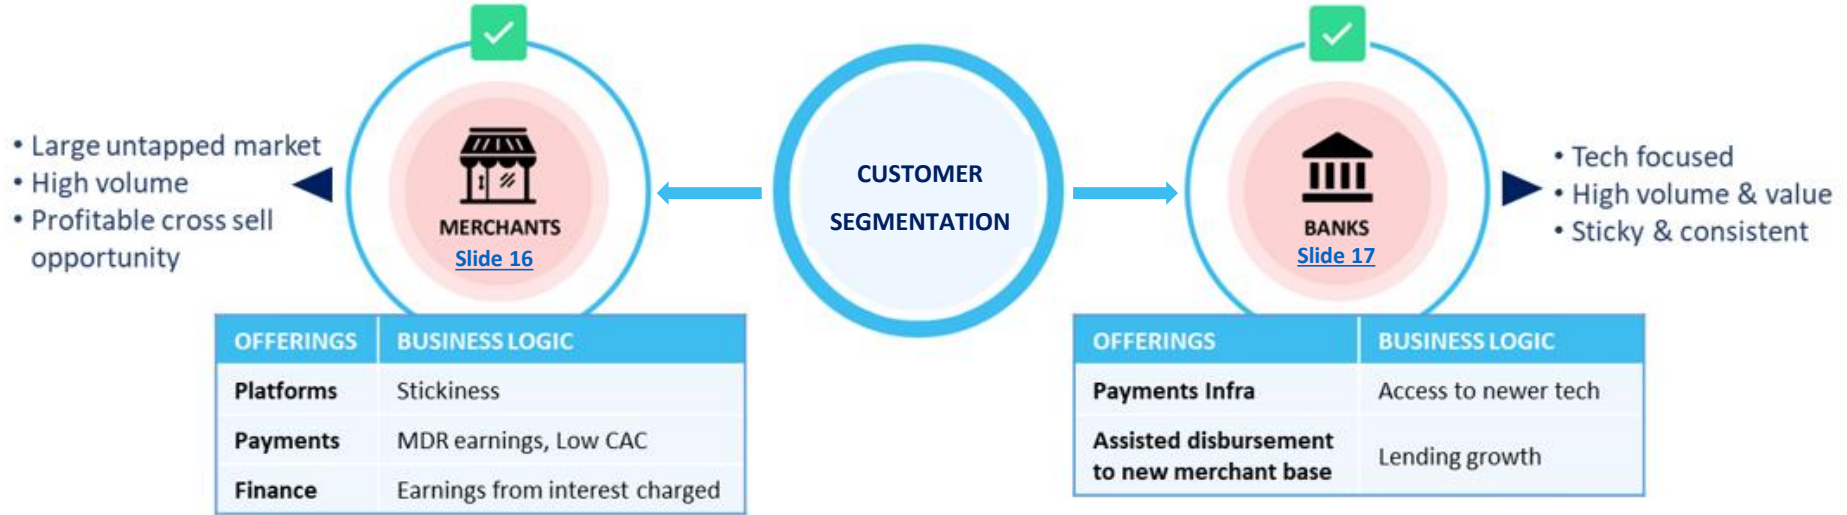 • Large untapped market
• High volume
• Profitable cross sell
opportunity
MERCHANTS
Slide 16
OFFERINGS BUSINESS LOGIC
Platforms Stickiness
Payments MDR earnings, Low CAC
Finance Earnings from interest charged
CUSTOMER
SEGMENTATION
BANKS
Slide 17
• Tech focused
• High volume & value
• Sticky & consistent
OFFERINGS BUSINESS LOGIC
Payments Infra Access to newer tech
Assisted disbursement
to new merchant base Lending growth